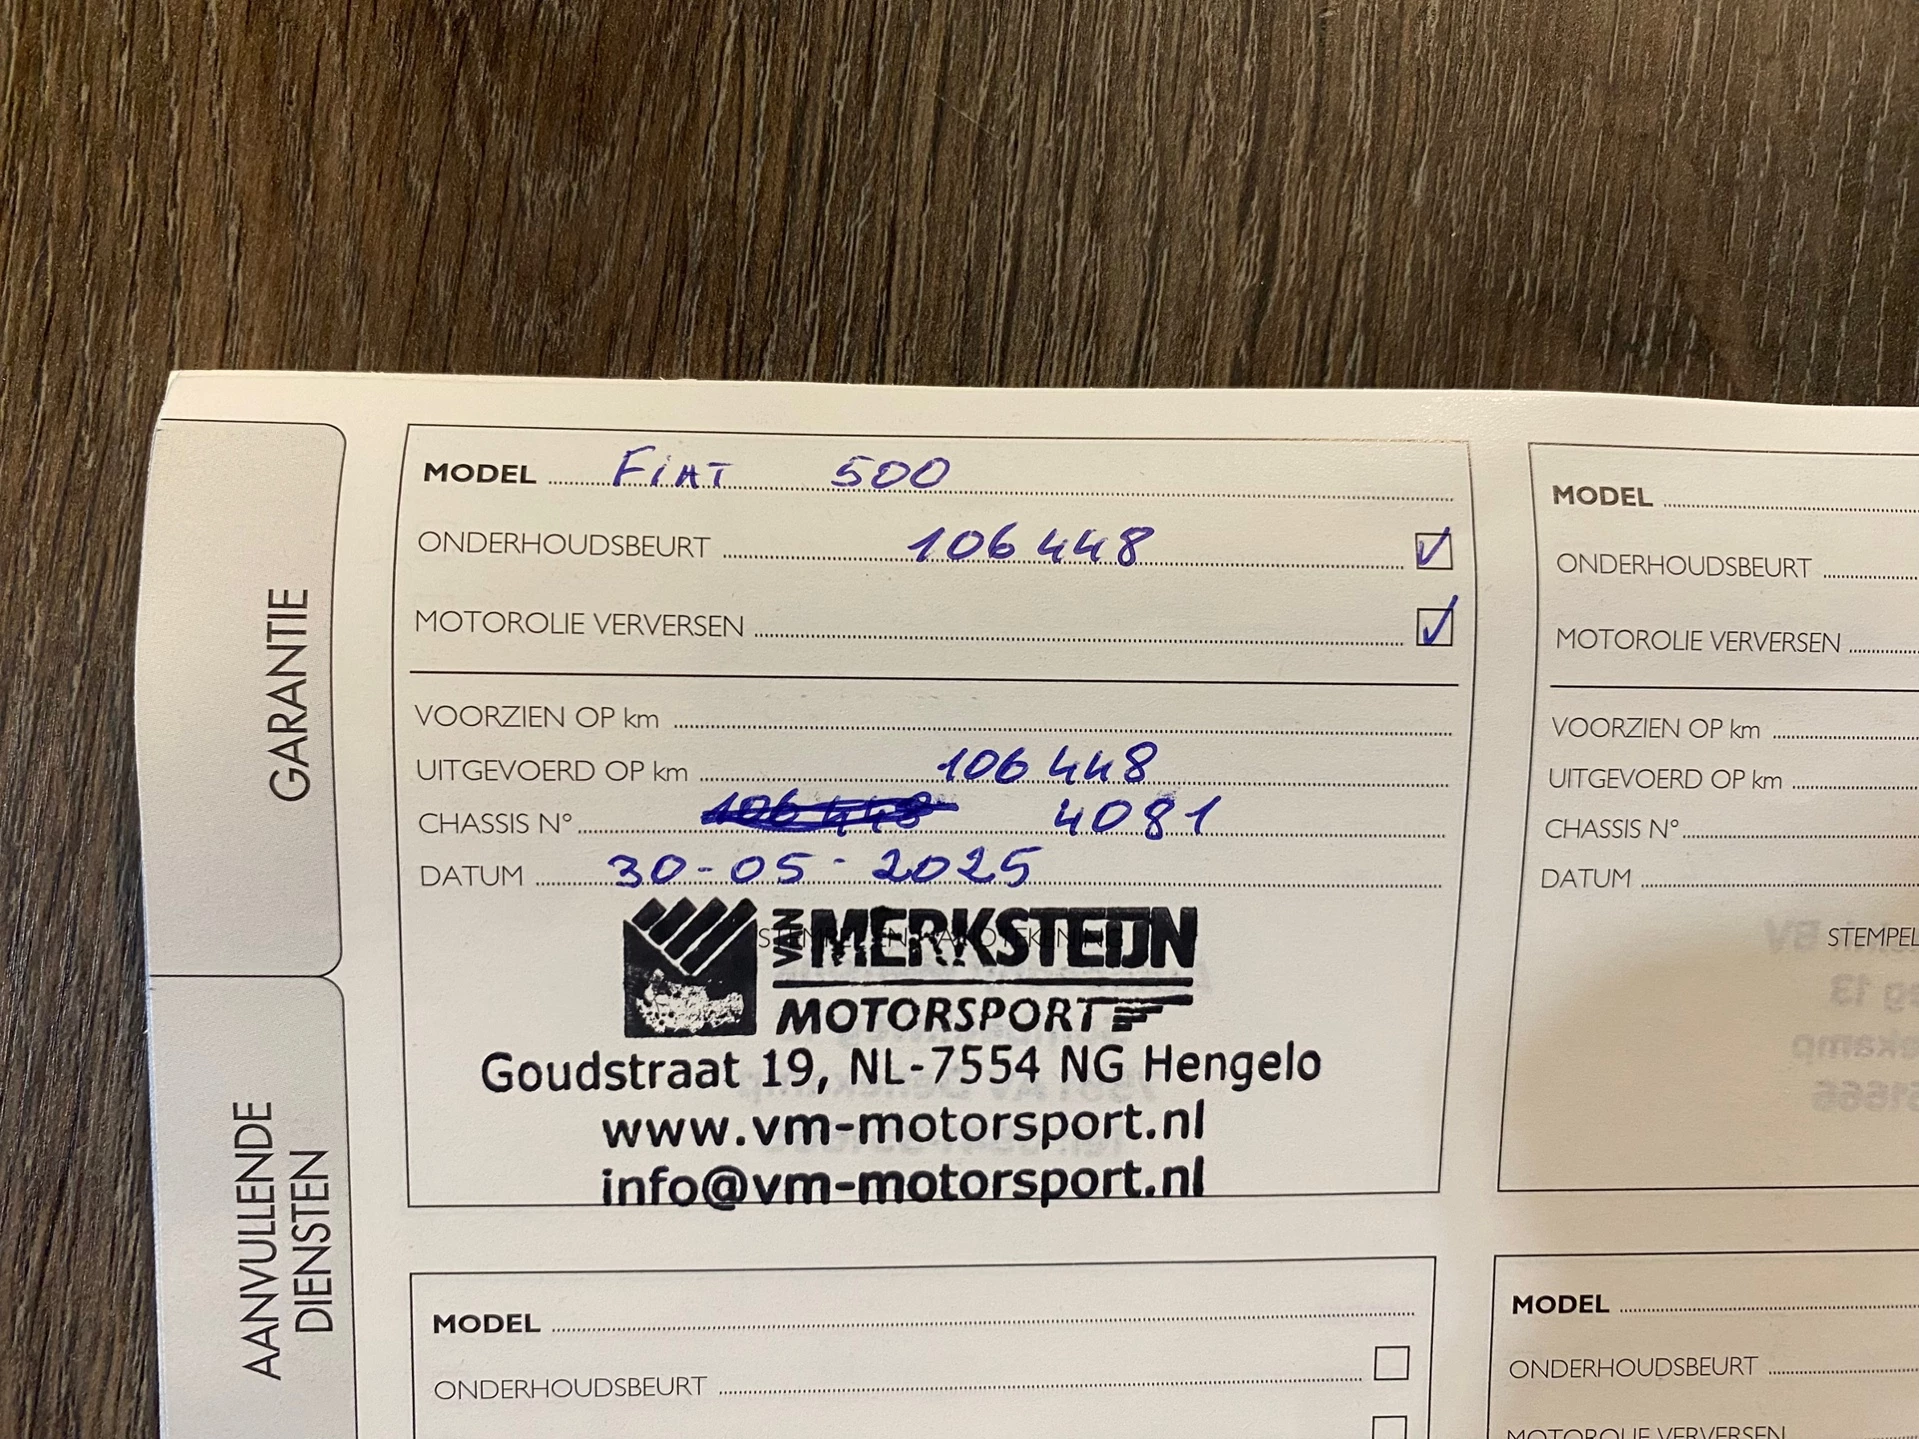 GARANTIE
AANVULLENDE
DIENSTEN
MODEL Fiat 500
ONDERHOUDSBEURT 106448
MOTOROLIE VERVERSEN
VOORZIEN OP km
UITGEVOERD OP km 106448
CHASSIS N° 106448 4081
DATUM 30-05-2025
VAN MERKSTEIJN
MOTORSPORT
Goudstraat 19, NL-7554 NG Hengelo
www.vm-motorsport.nl
info@vm-motorsport.nl
MODEL
ONDERHOUDSBEURT
MOTOROLIE VERVERSEN
VOORZIEN OP km
UITGEVOERD OP km
CHASSIS N°
DATUM
STEMPEL
MODEL
ONDERHOUDSBEURT
MODEL
ONDERHOUDSBEURT
MOTOROLIE VERVERSEN